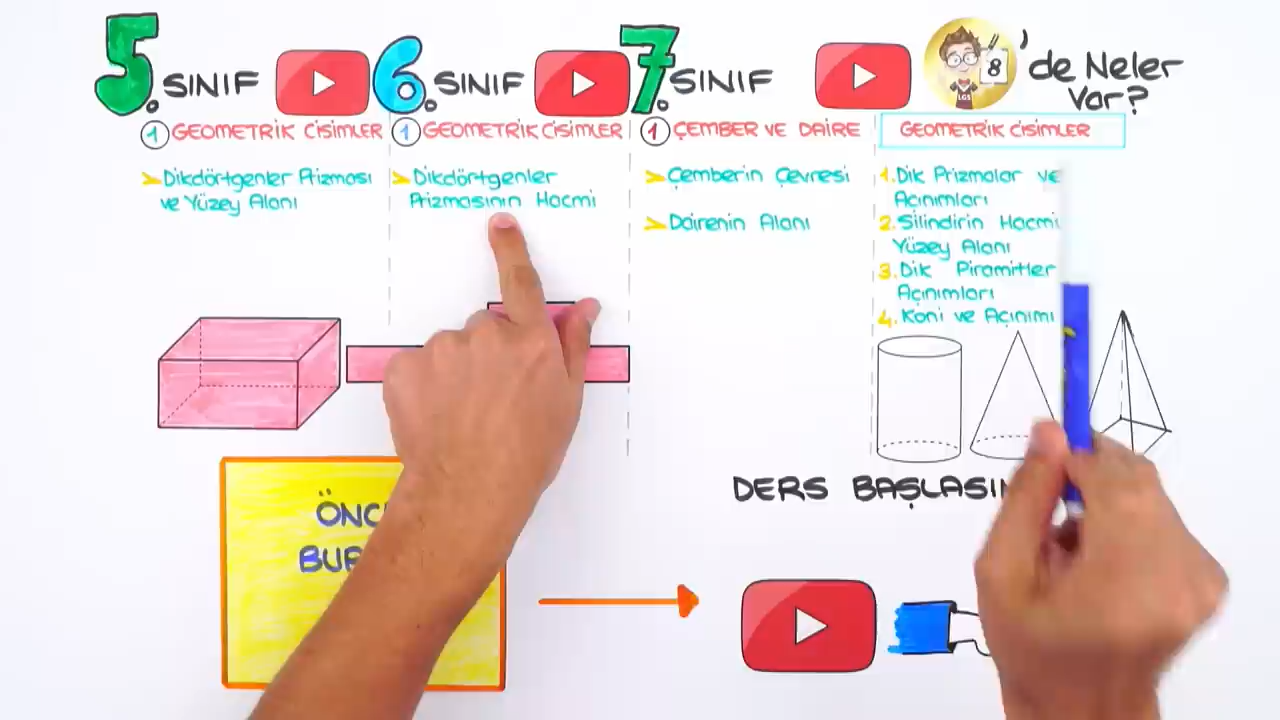 5. SINIF
6. SINIF
7. SINIF
8 'de Neler
Var?
LGS
1 GEOMETRİK CİSİMLER
1 GEOMETRİK CİSİMLER
1 ÇEMBER VE DAİRE
GEOMETRİK CİSİMLER
Dikdörtgenler Prizması
ve Yüzey Alanı
Dikdörtgenler
Prizmasının Hacmi
Çemberin Çevresi
Dairenin Alanı
1. Dik Prizmalar ve
Açınımları
2. Silindirin Hacmi
Yüzey Alanı
3. Dik Piramitler
Açınımları
4. Koni ve Açınımı
DERS